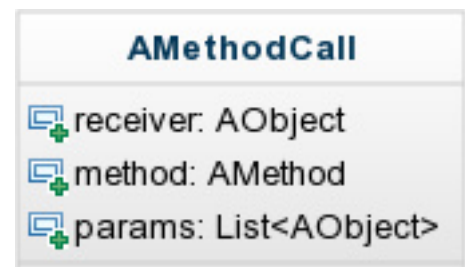 AMethodCall
receiver: AObject
method: AMethod
params: List<AObject>